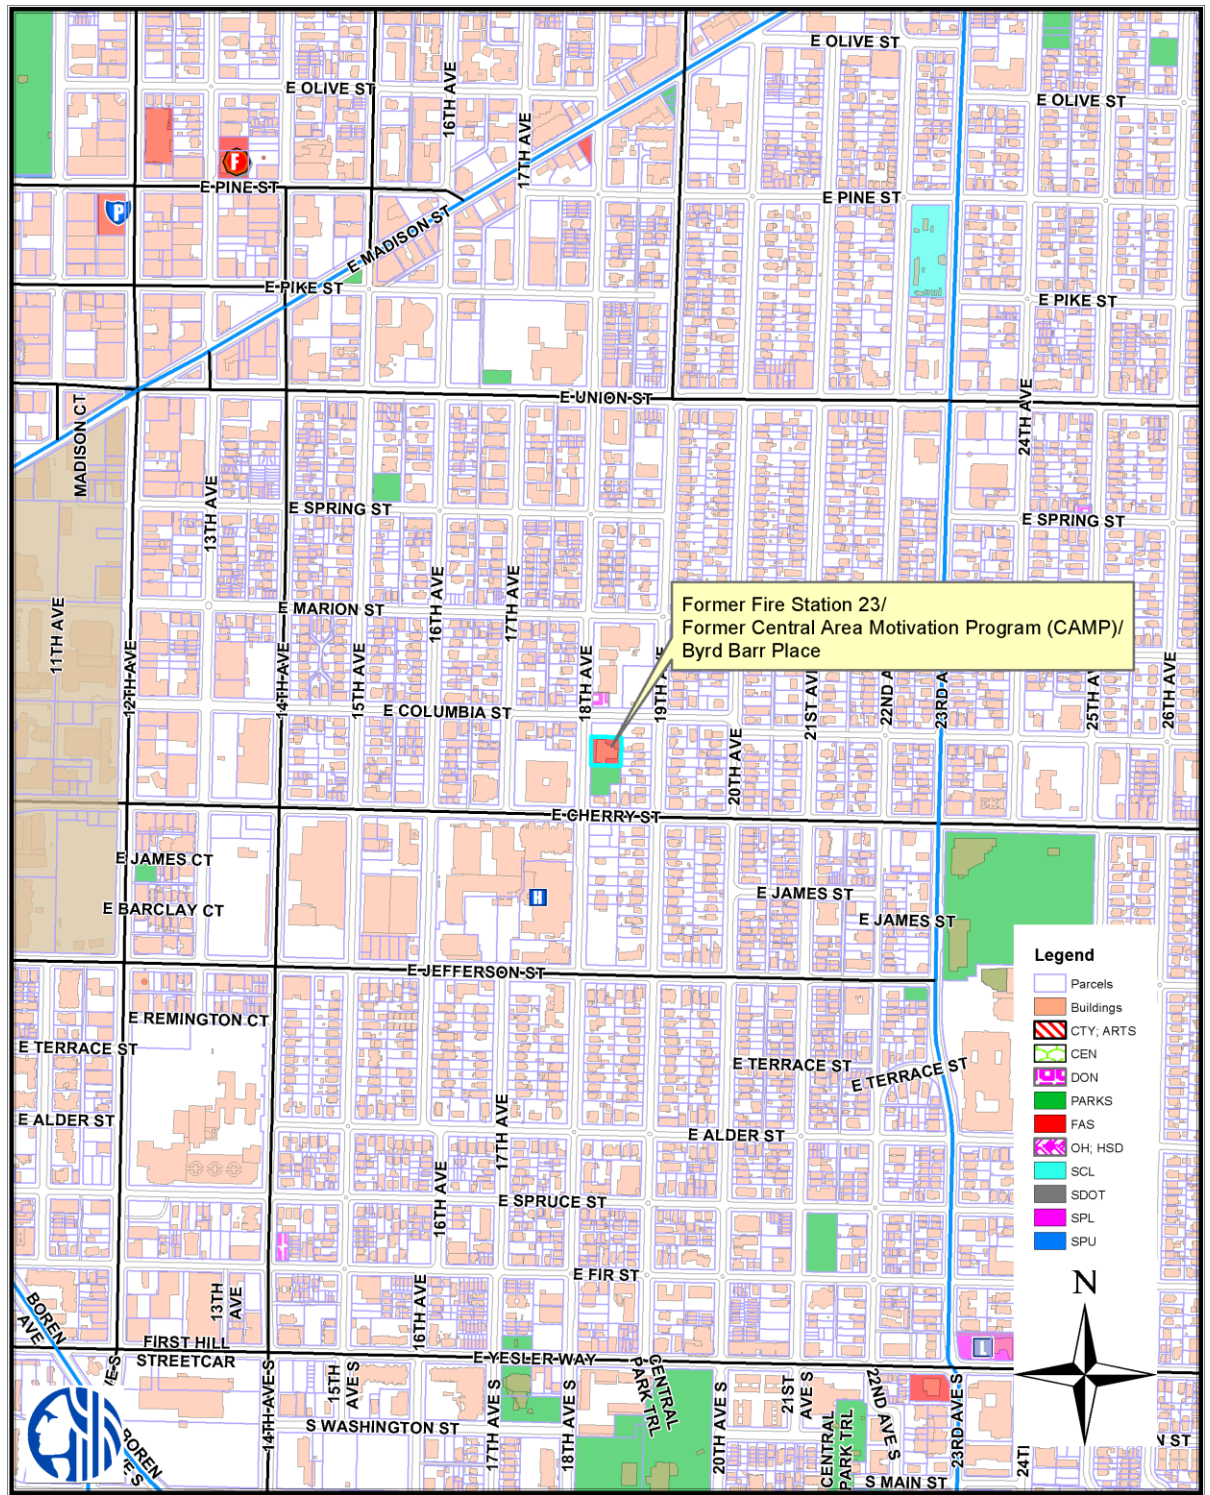 E OLIVE ST
E OLIVE ST
E OLIVE ST
16TH AVE
17TH AVE
F
E PINE ST
E PINE ST
P
E MADISON ST
E PIKE ST
E PIKE ST
E UNION ST
MADISON CT
24TH AVE
13TH AVE
E SPRING ST
E SPRING ST
Former Fire Station 23/
Former Central Area Motivation Program (CAMP)/
Byrd Barr Place
E MARION ST
16TH AVE
17TH AVE
11TH AVE
12TH AVE
14TH AVE
15TH AVE
18TH AVE
19TH AVE
E COLUMBIA ST
20TH AVE
21ST AVE
22ND A
23RD A
25TH AV
26TH AVE
E CHERRY ST
E JAMES CT
E BARCLAY CT
H
E JAMES ST
E JAMES ST
E JEFFERSON ST
E REMINGTON CT
E TERRACE ST
E TERRACE ST
E TERRACE ST
E ALDER ST
E ALDER ST
17TH AVE
16TH AVE
E SPRUCE ST
E FIR ST
13TH
AVE
16TH AVE
BOREN
AVE
FIRST HILL
STREETCAR
E YESLER WAY
VE S
14TH AVE S
15TH
AVE S
S WASHINGTON ST
17TH AVE S
18TH AVE S
CENTRAL
PARK TRL
20TH AVE S
21ST
AVE S
CENTRAL
PARK TRL
22ND AVE S
23RD AVE S
24TI
S MAIN ST
N ST
BOREN
VE S
L
Legend
Parcels
Buildings
CTY; ARTS
CEN
DON
PARKS
FAS
OH; HSD
SCL
SDOT
SPL
SPU
N